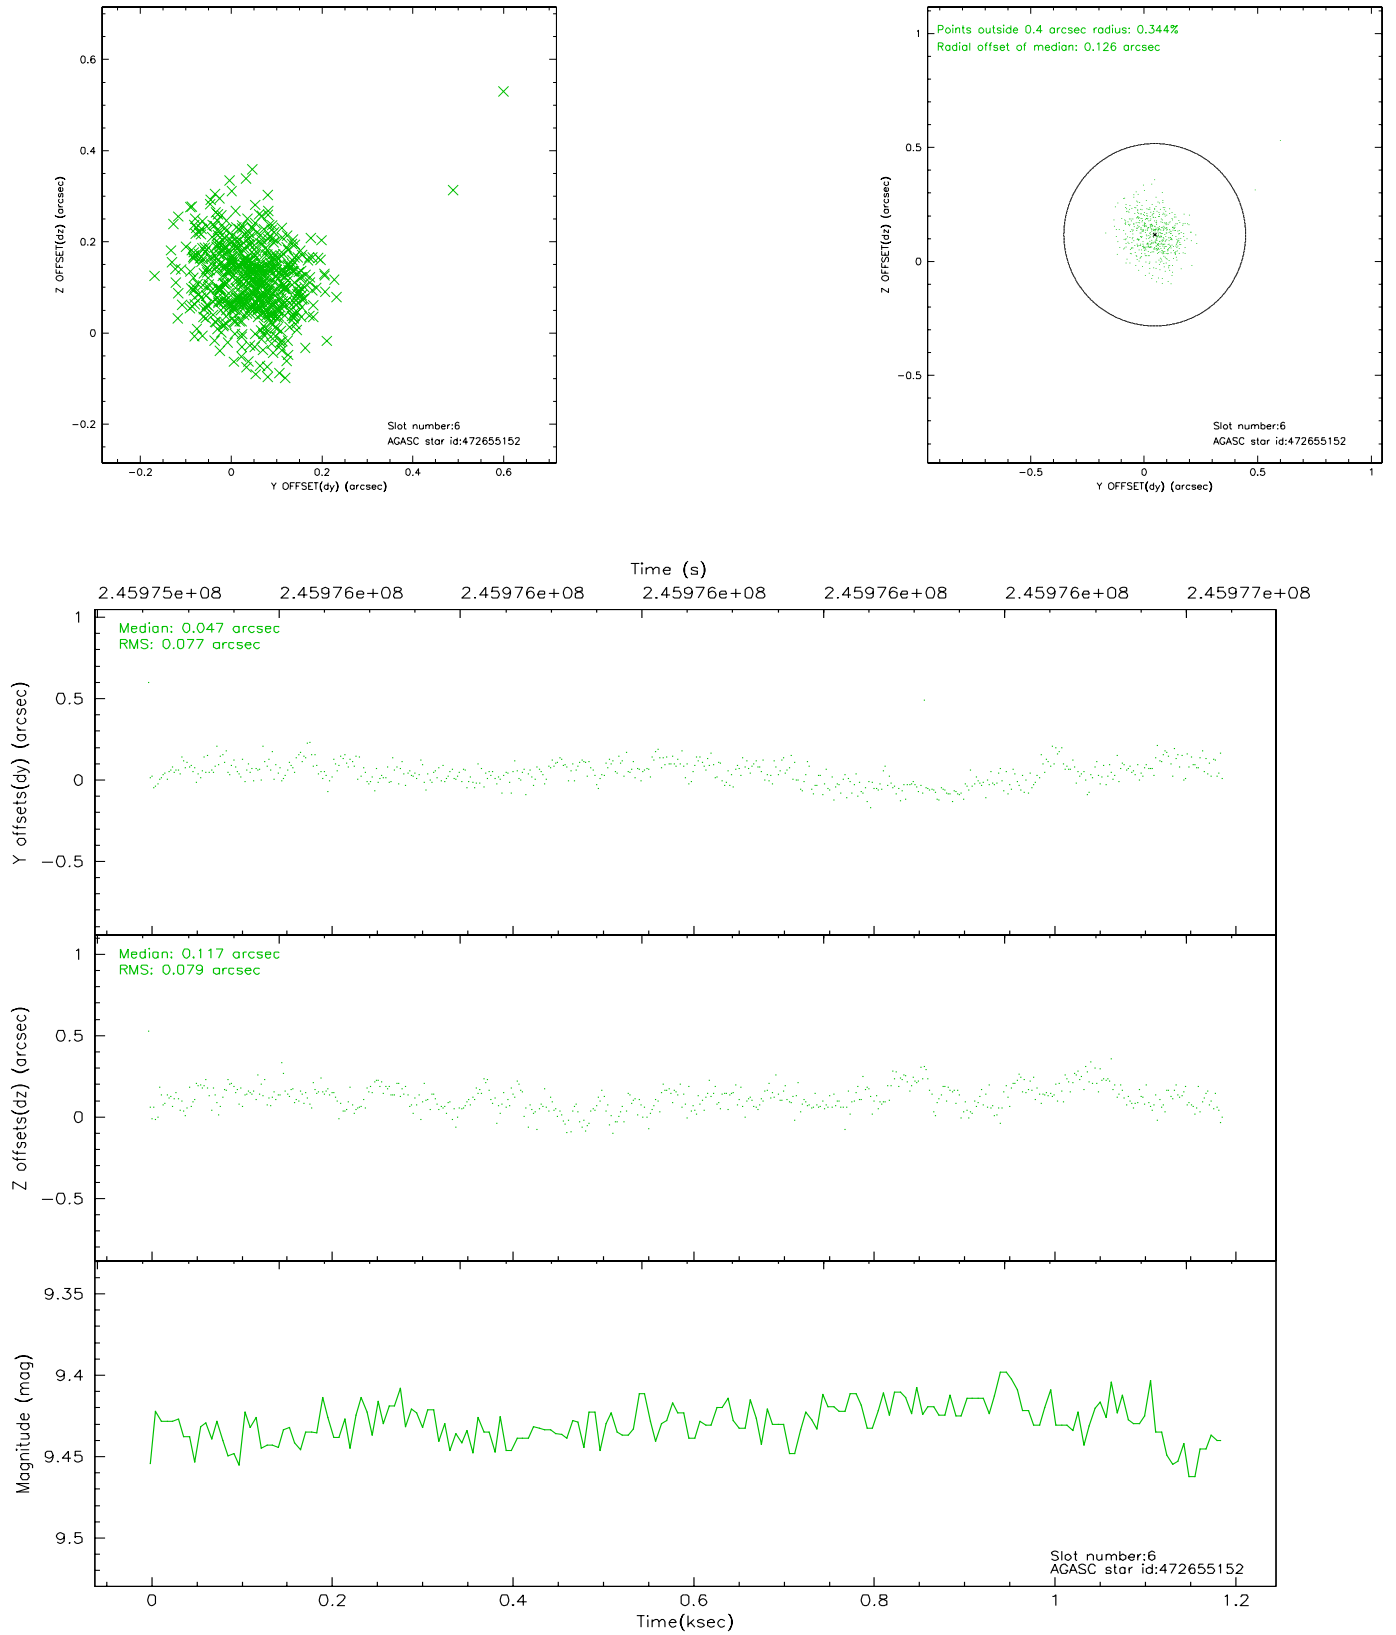 0.6
0.4
0.2
0
−0.2
Z OFFSET(dz) (arcsec)
Slot number:6
AGASC star id:472655152
−0.2 0 0.2 0.4 0.6
Y OFFSET(dy) (arcsec)
Points outside 0.4 arcsec radius: 0.344%
Radial offset of median: 0.126 arcsec
1
0.5
0
−0.5
Z OFFSET(dz) (arcsec)
Slot number:6
AGASC star id:472655152
−0.5 0 0.5 1
Y OFFSET(dy) (arcsec)
Time (s)
2.45975e+08 2.45976e+08 2.45976e+08 2.45976e+08 2.45976e+08 2.45976e+08 2.45977e+08
Median: 0.047 arcsec
RMS: 0.077 arcsec
1
0.5
0
−0.5
Y offsets(dy) (arcsec)
Median: 0.117 arcsec
RMS: 0.079 arcsec
1
0.5
0
−0.5
Z offsets(dz) (arcsec)
9.35
9.4
9.45
9.5
Magnitude (mag)
Slot number:6
AGASC star id:472655152
0 0.2 0.4 0.6 0.8 1 1.2
Time(ksec)